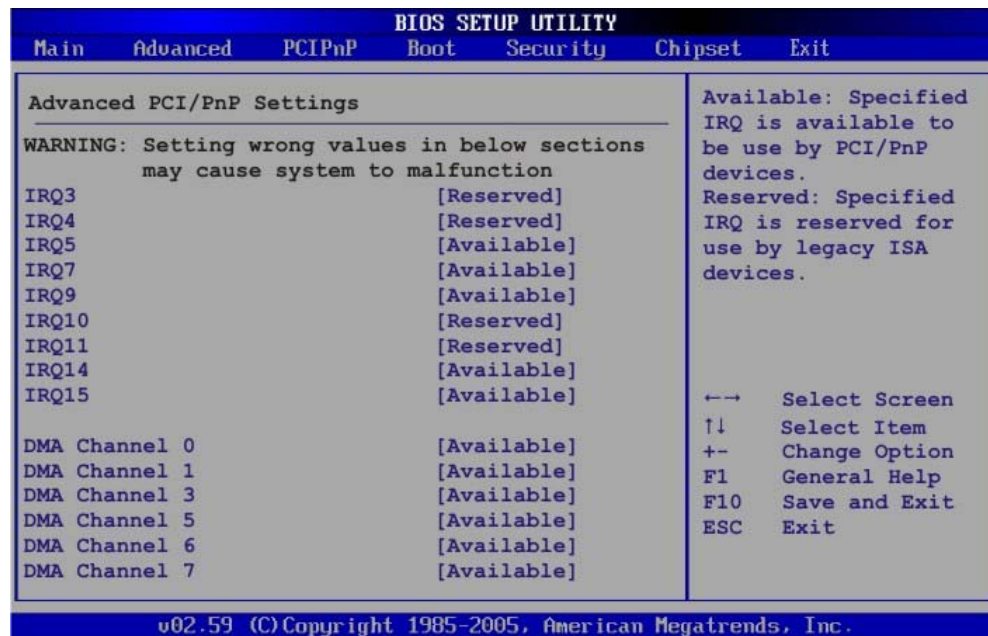 BIOS SETUP UTILITY
Main Advanced PCIPnP Boot Security Chipset Exit
Advanced PCI/PnP Settings
WARNING: Setting wrong values in below sections
may cause system to malfunction
IRQ3 [Reserved]
IRQ4 [Reserved]
IRQ5 [Available]
IRQ7 [Available]
IRQ9 [Available]
IRQ10 [Reserved]
IRQ11 [Reserved]
IRQ14 [Available]
IRQ15 [Available]
DMA Channel 0 [Available]
DMA Channel 1 [Available]
DMA Channel 3 [Available]
DMA Channel 5 [Available]
DMA Channel 6 [Available]
DMA Channel 7 [Available]
Available: Specified
IRQ is available to
be use by PCI/PnP
devices.
Reserved: Specified
IRQ is reserved for
use by legacy ISA
devices.
←→ Select Screen
↑↓ Select Item
+- Change Option
F1 General Help
F10 Save and Exit
ESC Exit
v02.59 (C)Copyright 1985-2005, American Megatrends, Inc.